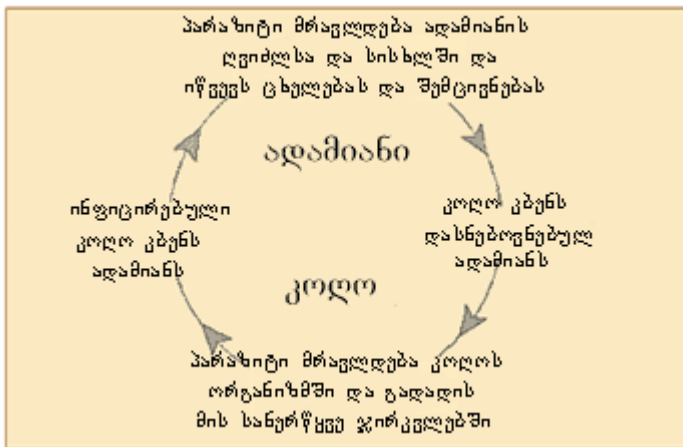 პარაზიტი მრავლდება ადამიანის
ღვიძლსა და სისხლში და
იწვევს ცხელებას და შემცივნებას
ადამიანი
კოღო კბენს
დასნებოვნებულ
ადამიანს
ინფიცირებული
კოღო კბენს
ადამიანს
კოღო
პარაზიტი მრავლდება კოღოს
ორგანიზმში და გადადის
მის სანერწყვე ჯირკვლებში